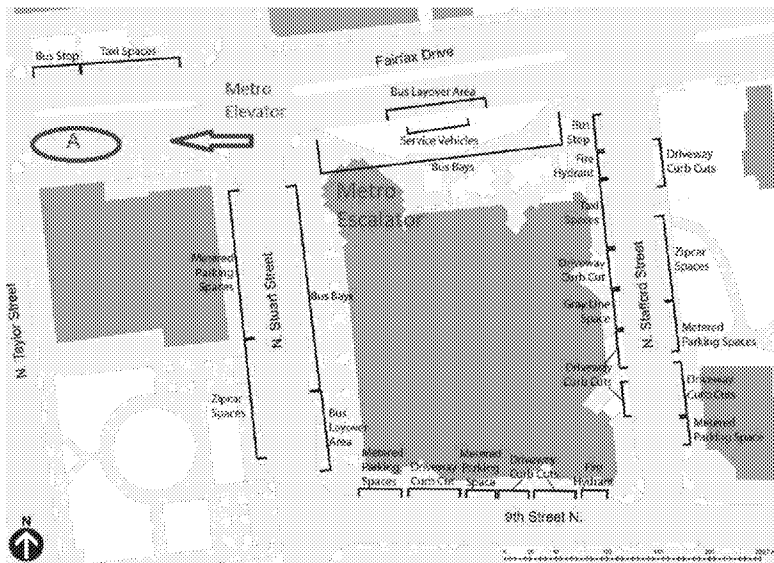 Bus Stop
Taxi Spaces
Fairfax Drive
Metro
Elevator
Bus Layover Area
A
Service Vehicles
Bus
Stop
Bus Bays
Fire
Hydrant
Driveway
Curb Cuts
Metro
Escalator
Taxi
Spaces
Metered
Parking
Spaces
N. Stuart Street
Bus Bays
Driveway
Curb Cut
Zipcar
Spaces
N. Stafford Street
Gray Line
Space
N. Taylor Street
Metered
Parking Spaces
Driveway
Curb Cuts
Driveway
Curb Cuts
Zipcar
Spaces
Bus
Layover
Area
Metered
Parking Space
Metered
Parking
Spaces
Driveway
Curb Cut
Metered
Parking
Space
Driveway
Curb Cuts
Fire
Hydrant
9th Street N.
N